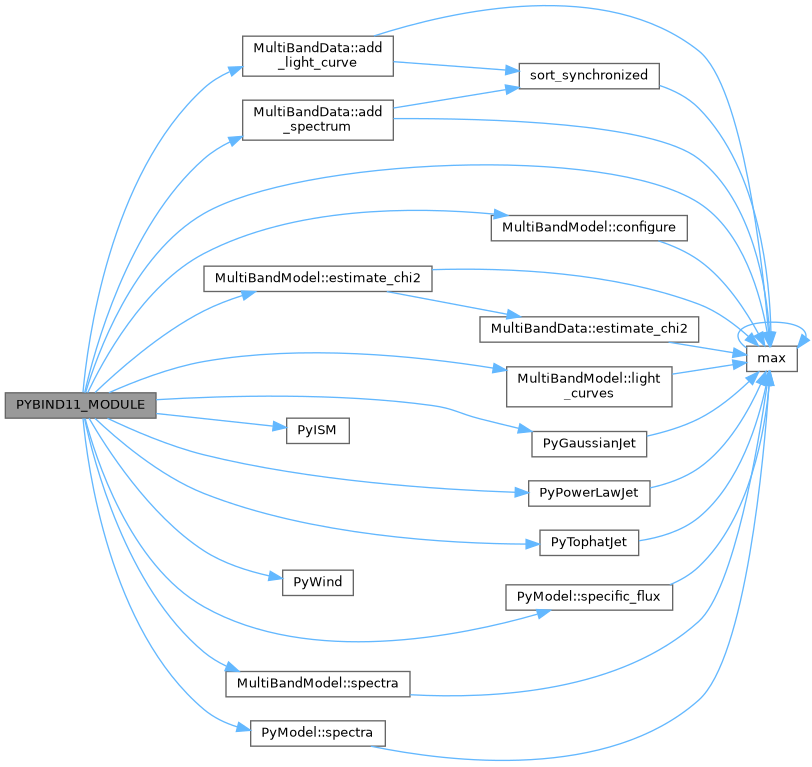 MultiBandData::add
_light_curve
sort_synchronized
MultiBandData::add
_spectrum
MultiBandModel::configure
MultiBandModel::estimate_chi2
MultiBandData::estimate_chi2
max
MultiBandModel::light
_curves
PYBIND11_MODULE
PyISM
PyGaussianJet
PyPowerLawJet
PyTophatJet
PyWind
PyModel::specific_flux
MultiBandModel::spectra
PyModel::spectra